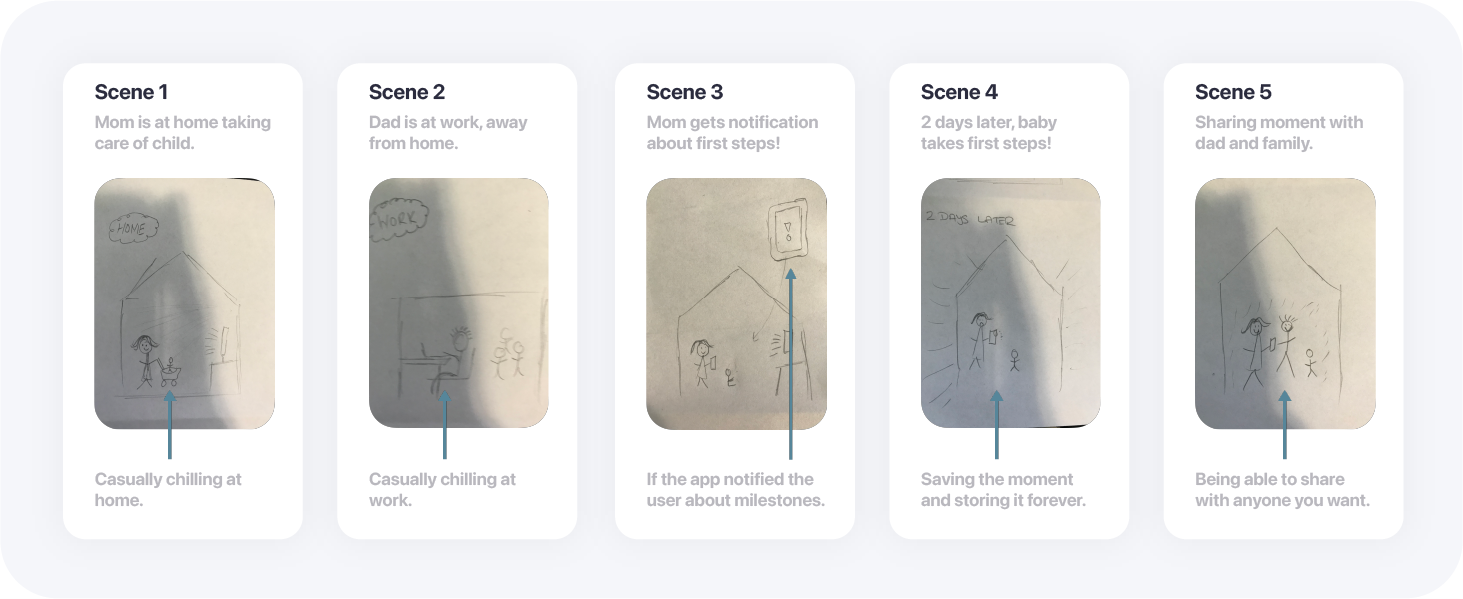 Scene 1
Mom is at home taking
care of child.
HOME
Casually chilling at
home.
Scene 2
Dad is at work, away
from home.
WORK
Casually chilling at
work.
Scene 3
Mom gets notification
about first steps!
!
If the app notified the
user about milestones.
Scene 4
2 days later, baby
takes first steps!
2 DAYS LATER
Saving the moment
and storing it forever.
Scene 5
Sharing moment with
dad and family.
Being able to share
with anyone you want.